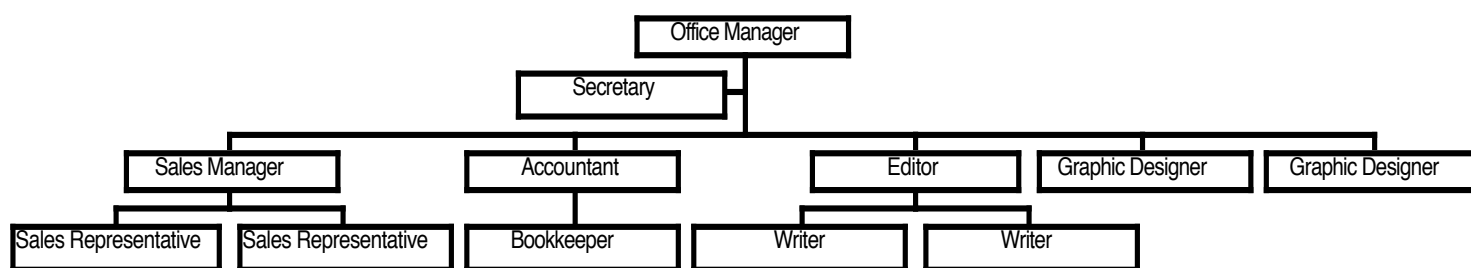 Office Manager
Secretary
Sales Manager
Accountant
Editor
Graphic Designer
Graphic Designer
Sales Representative
Sales Representative
Bookkeeper
Writer
Writer